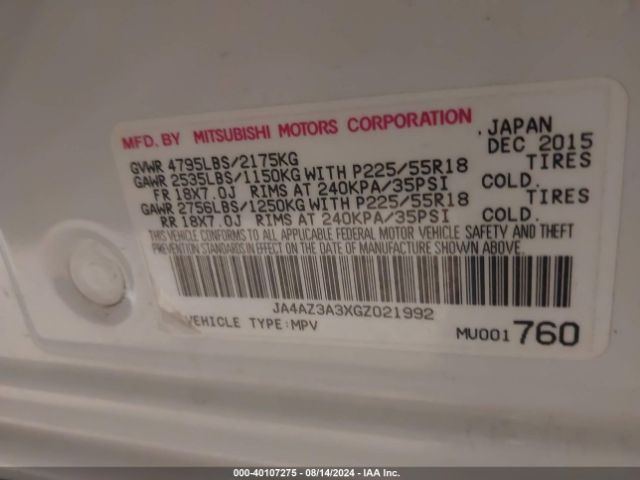 MFD. BY MITSUBISHI MOTORS CORPORATION . JAPAN
GVWR 4795LBS/2175KG DEC 2015
GAWR 2535LBS/1150KG WITH P225/55R18 TIRES
FR 18X7.0J RIMS AT 240KPA/35PSI COLD.
GAWR 2756LBS/1250KG WITH P225/55R18 TIRES
RR 18X7.0J RIMS AT 240KPA/35PSI COLD.
THIS VEHICLE CONFORMS TO ALL APPLICABLE FEDERAL MOTOR VEHICLE SAFETY AND THEFT
PREVENTION STANDARDS IN EFFECT ON THE DATE OF MANUFACTURE SHOWN ABOVE.
JA4AZ3A3XGZ021992
VEHICLE TYPE:MPV MU001760
000-40107275 - 08/14/2024 - IAA Inc.